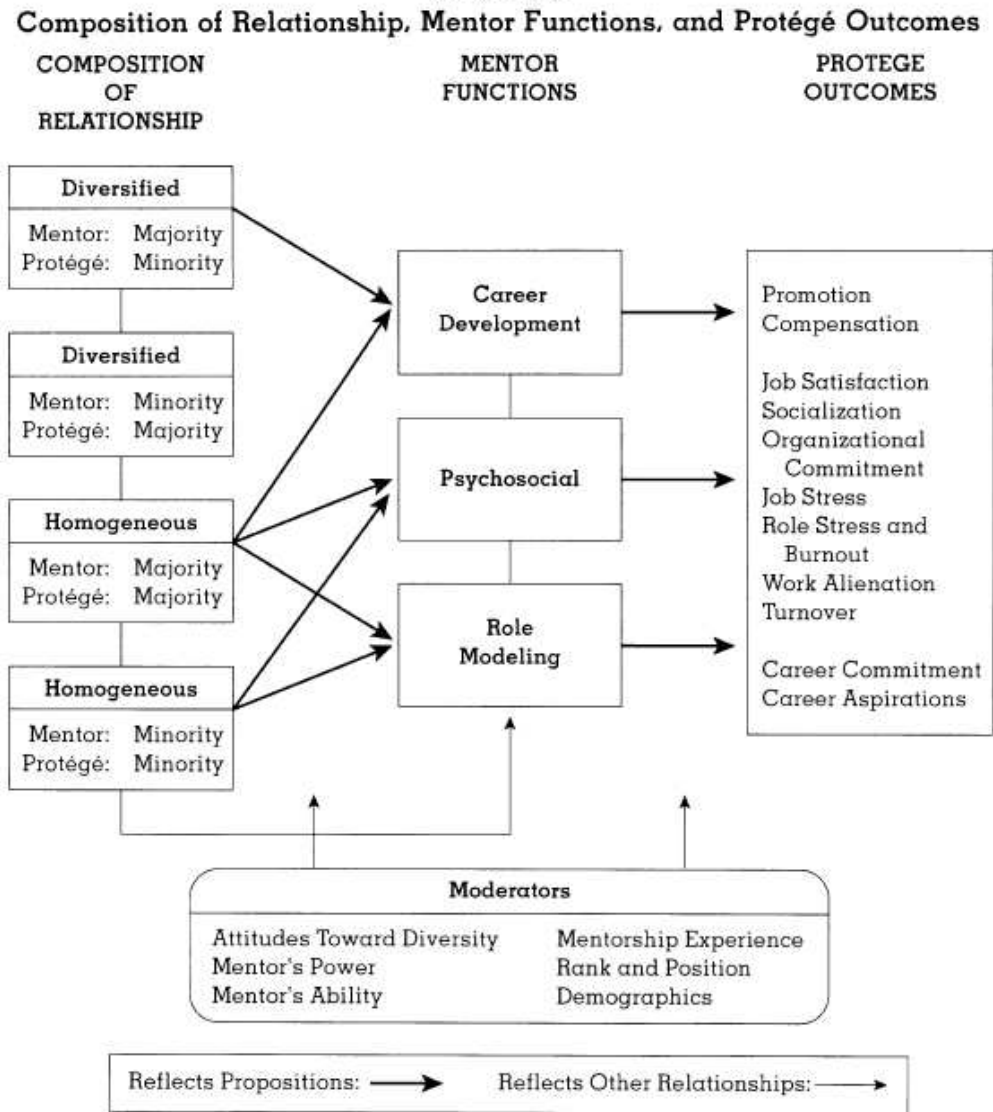 Composition of Relationship, Mentor Functions, and Protégé Outcomes
COMPOSITION
OF
RELATIONSHIP
MENTOR
FUNCTIONS
PROTEGE
OUTCOMES
Diversified
Mentor: Majority
Protégé: Minority
Diversified
Mentor: Minority
Protégé: Majority
Homogeneous
Mentor: Majority
Protégé: Majority
Homogeneous
Mentor: Minority
Protégé: Minority
Career
Development
Psychosocial
Role
Modeling
Promotion
Compensation
Job Satisfaction
Socialization
Organizational
Commitment
Job Stress
Role Stress and
Burnout
Work Alienation
Turnover
Career Commitment
Career Aspirations
Moderators
Attitudes Toward Diversity
Mentor's Power
Mentor's Ability
Mentorship Experience
Rank and Position
Demographics
Reflects Propositions:
Reflects Other Relationships: